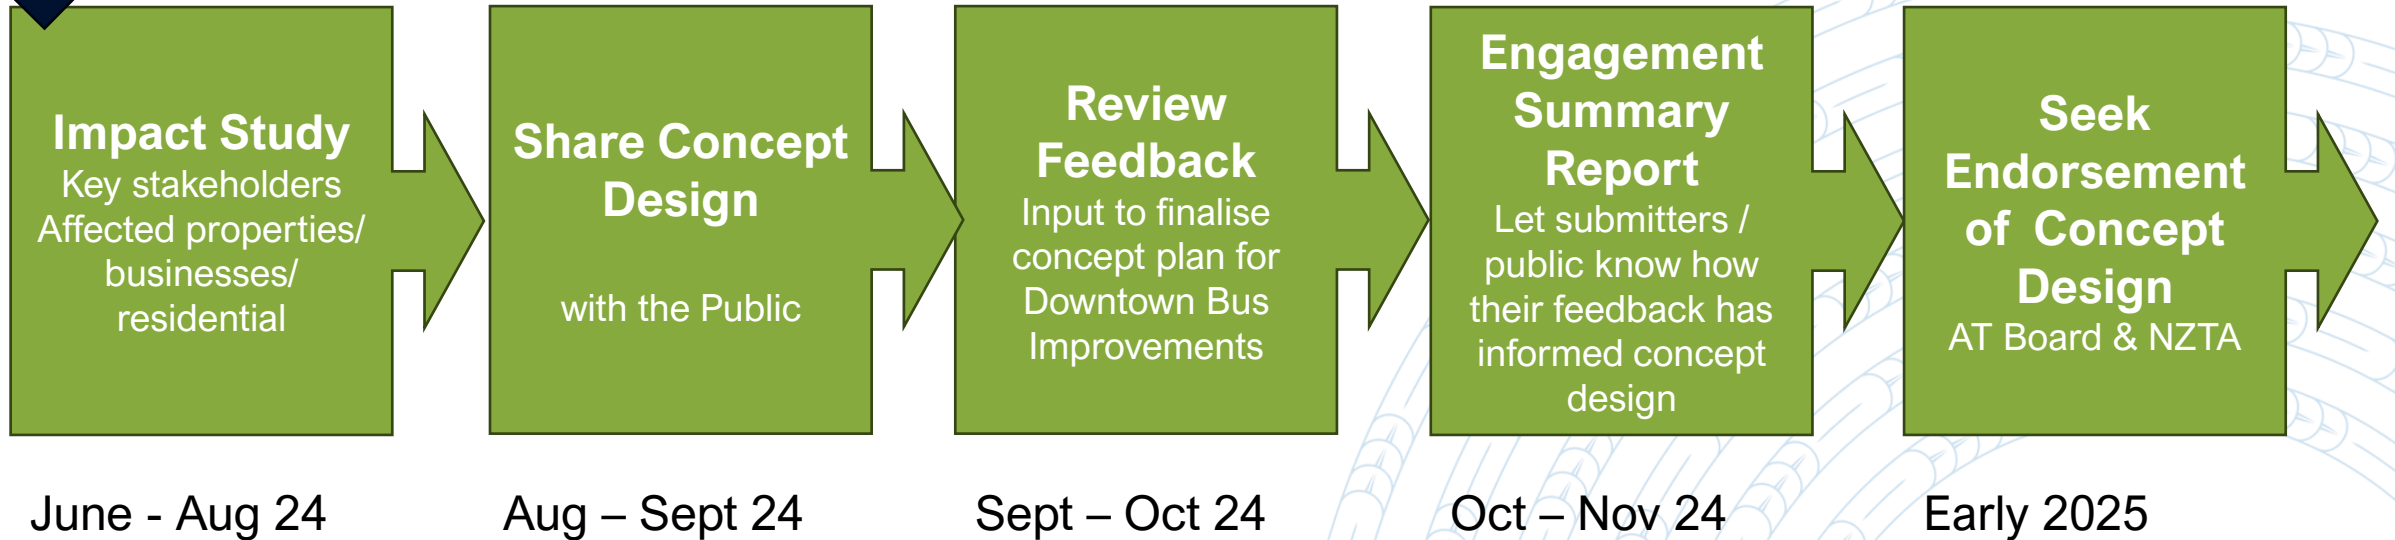 Impact Study
Key stakeholders
Affected properties/
businesses/
residential
Share Concept
Design
with the Public
Review
Feedback
Input to finalise
concept plan for
Downtown Bus
Improvements
Engagement
Summary
Report
Let submitters /
public know how
their feedback has
informed concept
design
Seek
Endorsement
of  Concept
Design
AT Board & NZTA
June - Aug 24
Aug – Sept 24
Sept – Oct 24
Oct – Nov 24
Early 2025